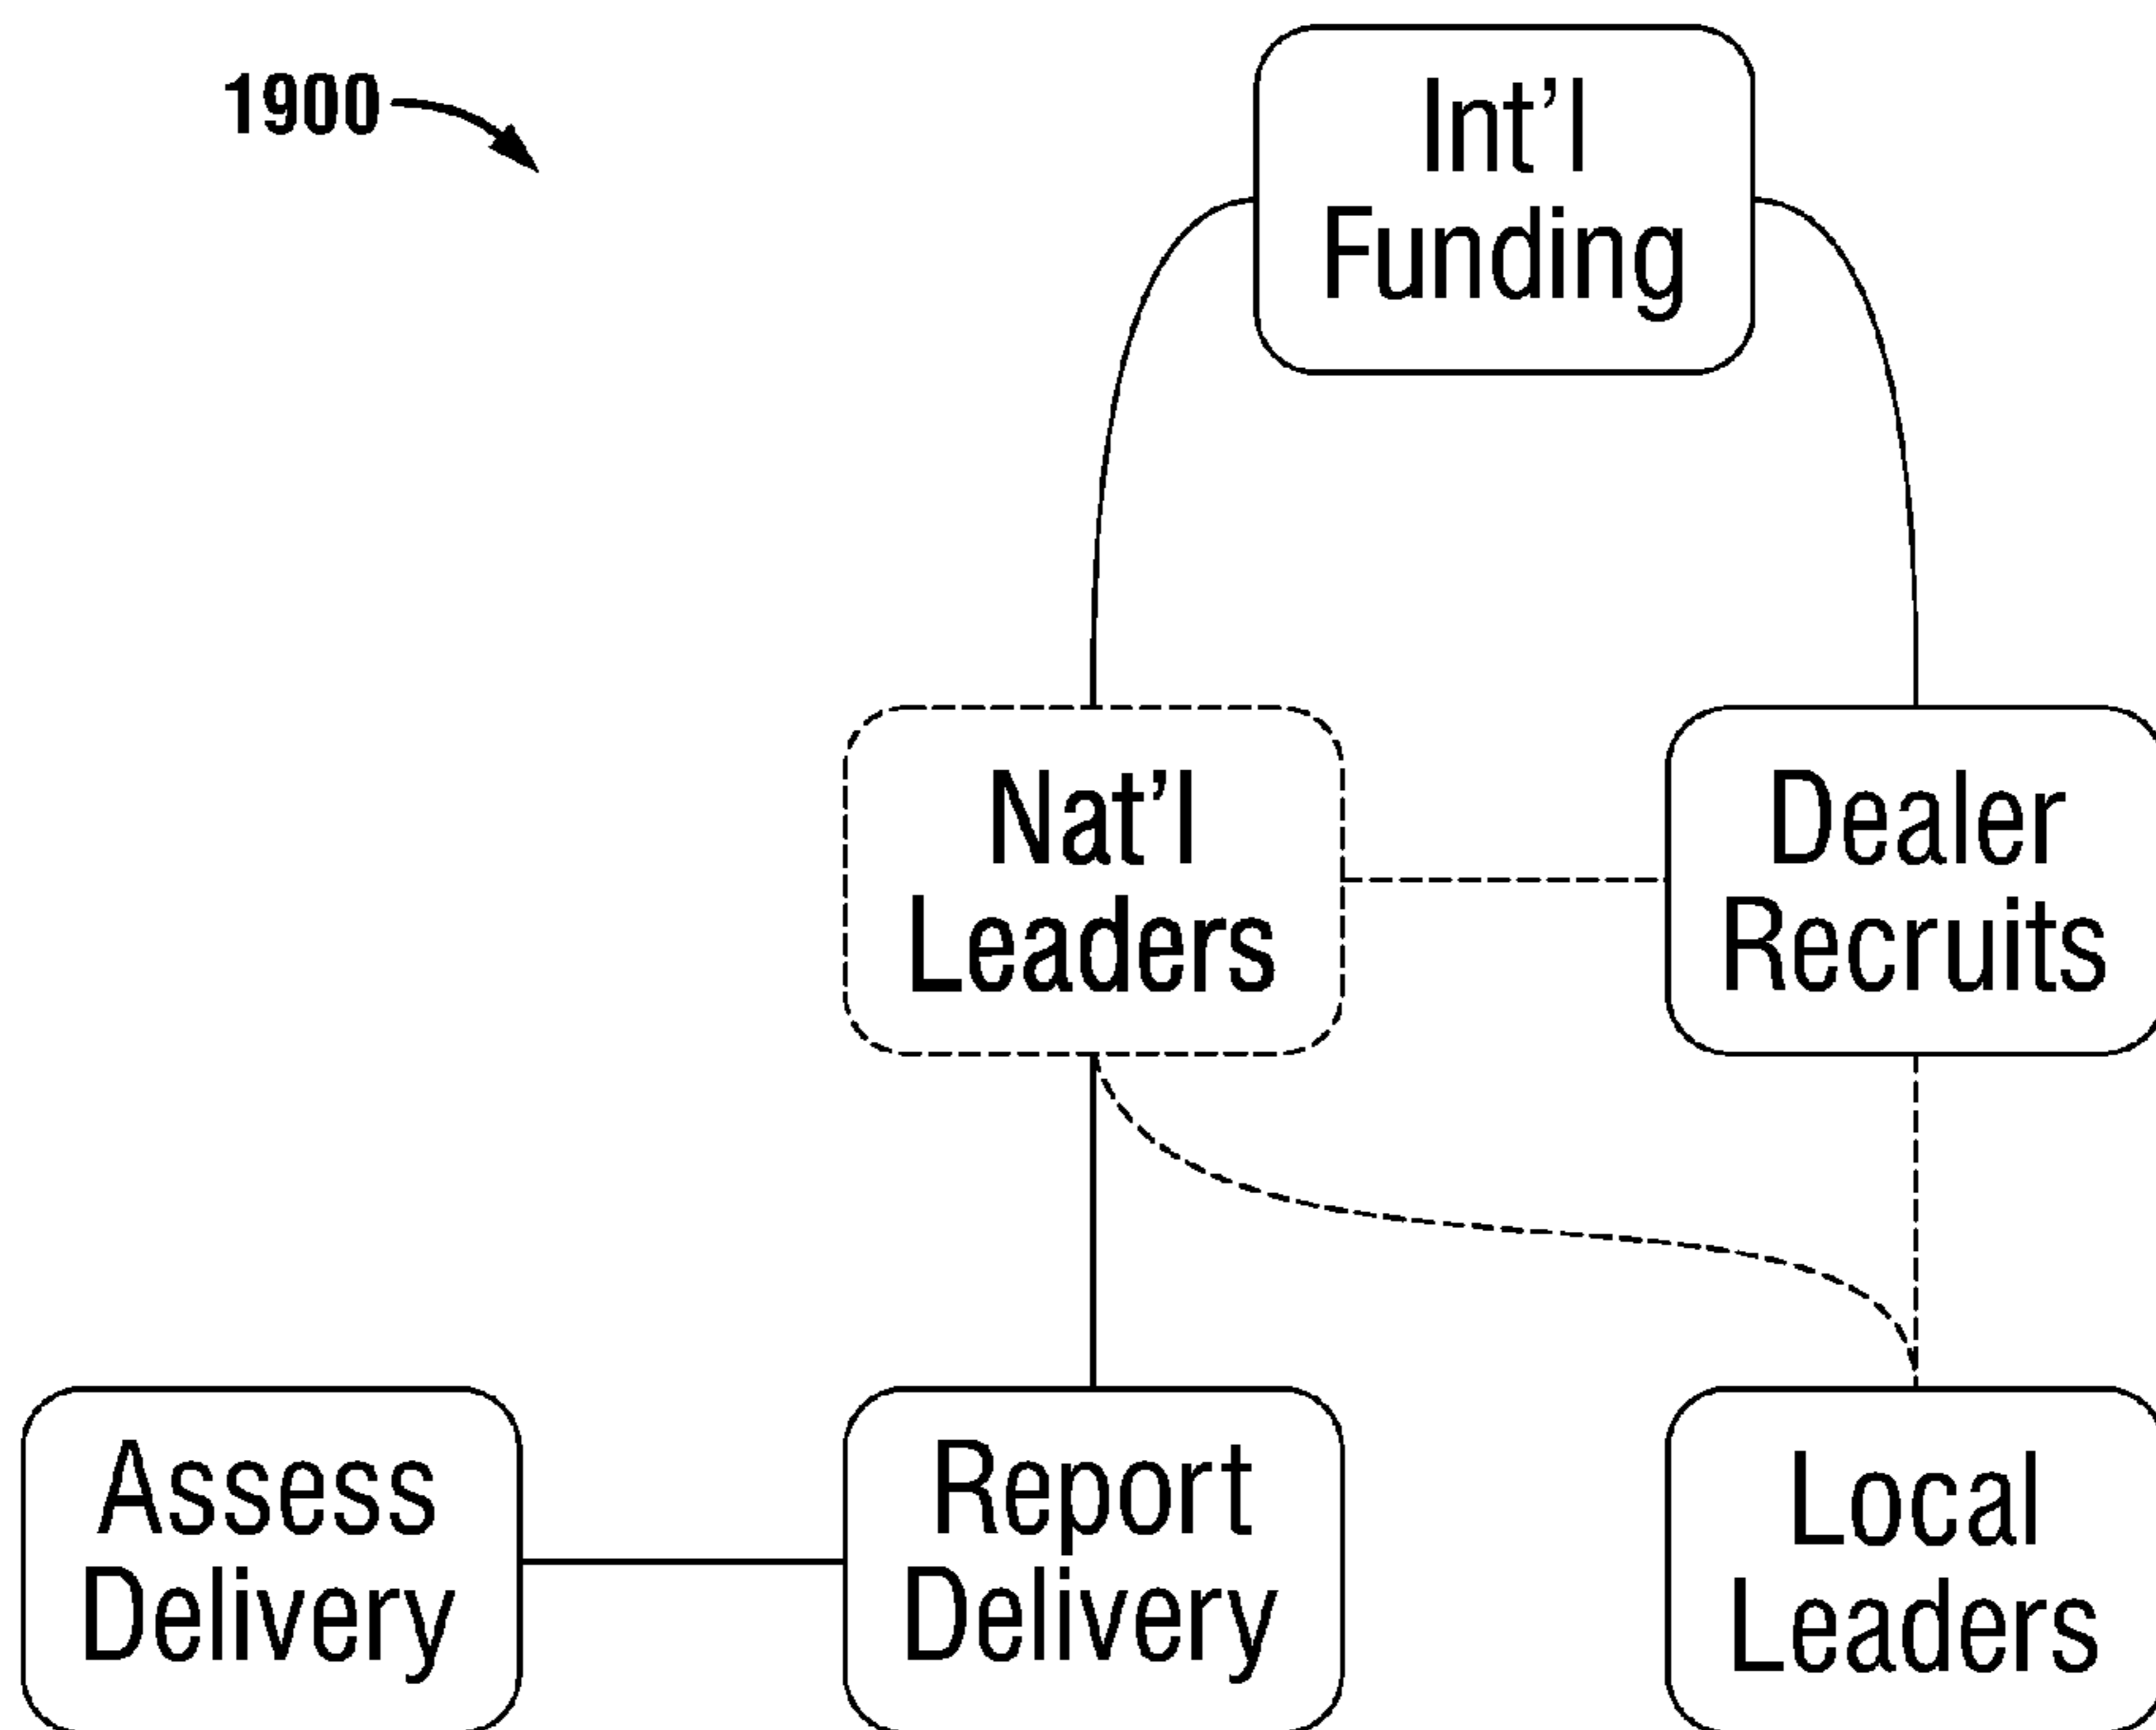 1900
Int'l
Funding
Nat'l
Leaders
Dealer
Recruits
Assess
Delivery
Report
Delivery
Local
Leaders